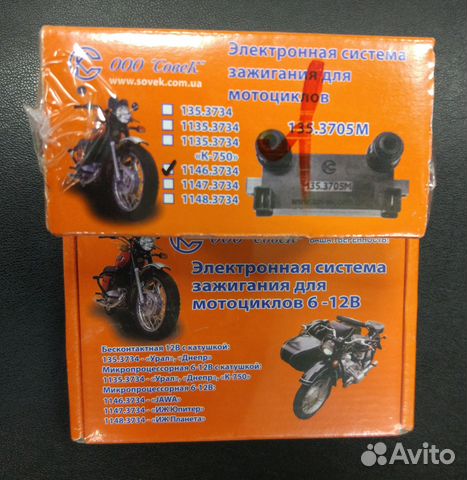 ООО "СовеК"
www.sovek.com.ua
Электронная система
зажигания для
мотоциклов
135.3734
1135.3734
1135.3734
«К-750»
1146.3734
1147.3734
1148.3734
135.3705М
135.3705М
ООО "СовеК"
Электронная система
зажигания для
мотоциклов 6 -12В
Бесконтактная 12В с катушкой:
135.3734 - «Урал», «Днепр»
Микропроцессорная 6-12В с катушкой:
1135.3734 - «Урал», «Днепр», «К-750»
Микропроцессорная 6-12В:
1146.3734 - «JAWA»
1147.3734 - «ИЖ Юпитер»
1148.3734 - «ИЖ Планета»
Avito